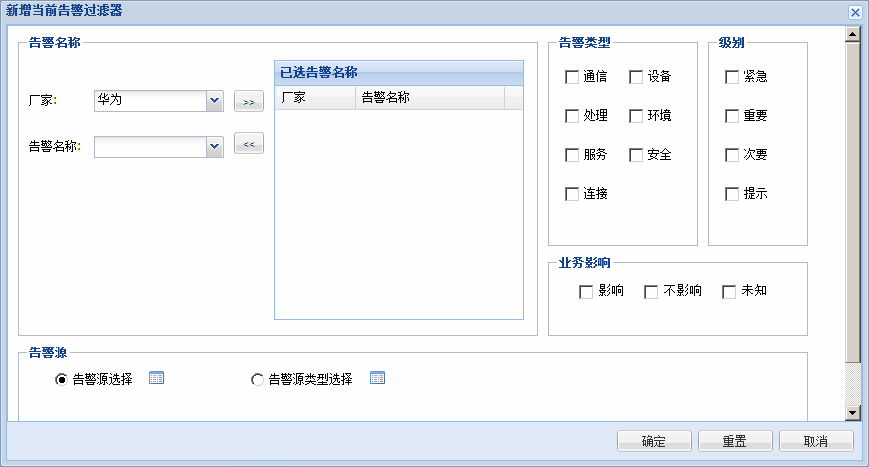 新增当前告警过滤器
告警名称
厂家:
华为
>>
告警名称:
<<
已选告警名称
厂家 告警名称
告警类型
通信 设备
处理 环境
服务 安全
连接
级别
紧急
重要
次要
提示
业务影响
影响 不影响 未知
告警源
告警源选择 告警源类型选择
确定 重置 取消